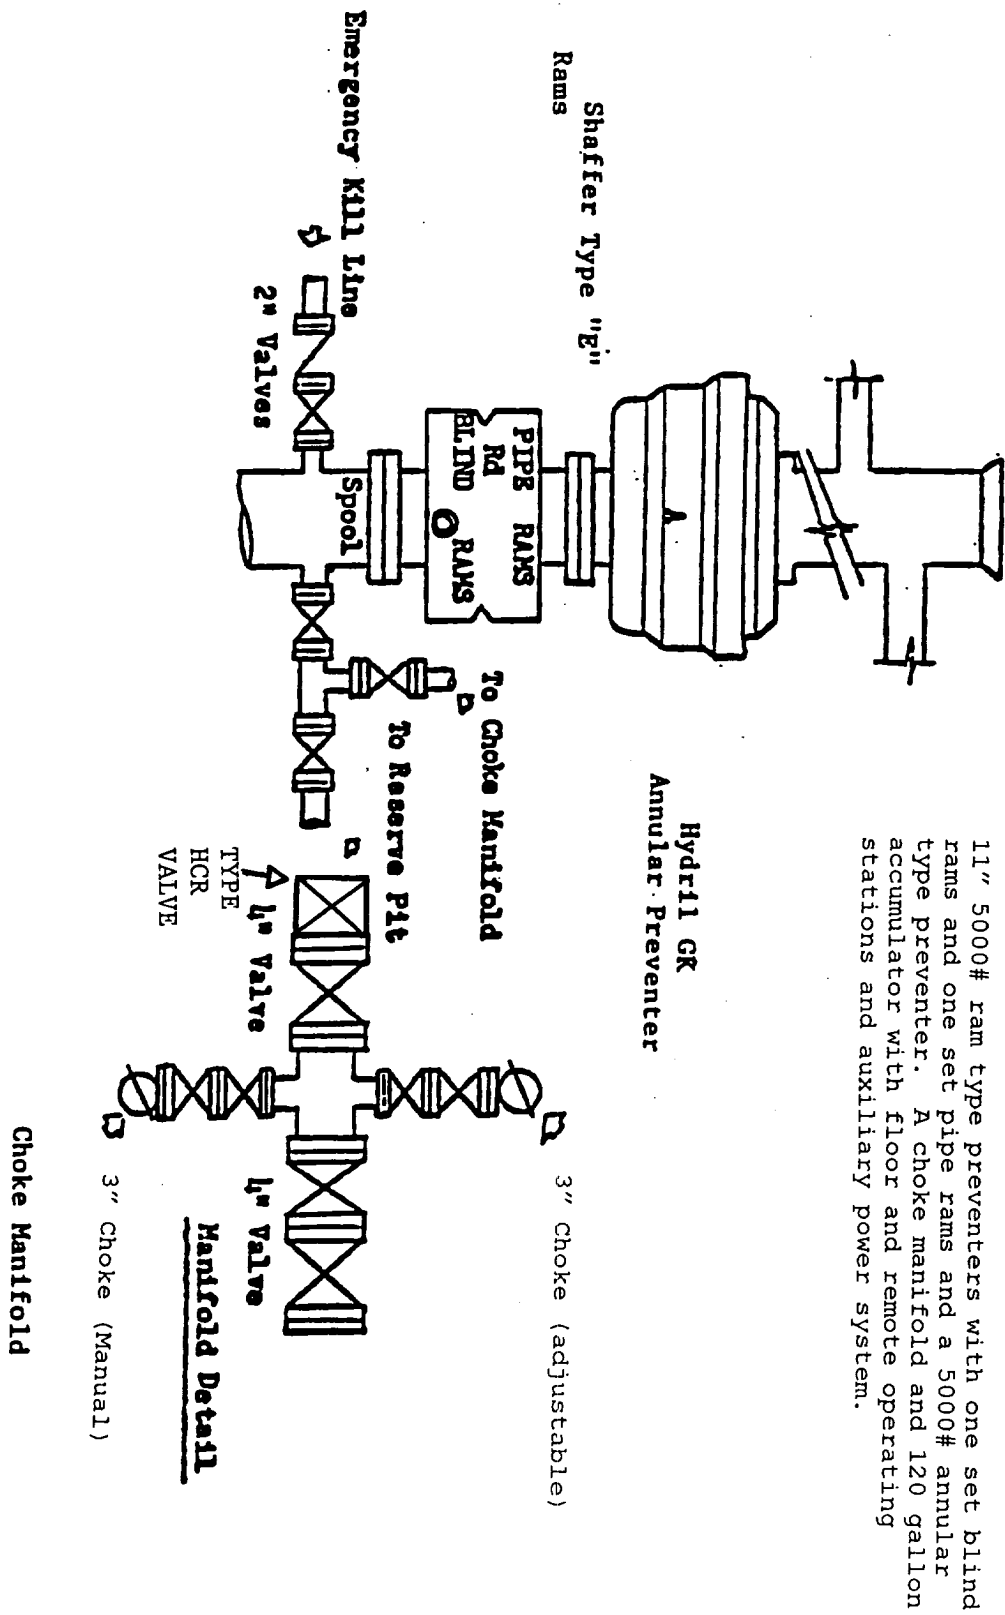 11" 5000# ram type preventers with one set blind
rams and one set pipe rams and a 5000# annular
type preventer. A choke manifold and 120 gallon
accumulator with floor and remote operating
stations and auxiliary power system.
Shaffer Type "E"
Rams
Hydril GK
Annular Preventer
PIPE RAMS
Rd
BLIND RAMS
Spool
Emergency Kill Line
2" Valves
To Choke Manifold
To Reserve Pit
TYPE
HCR
VALVE
4" Valve
4" Valve
3" Choke (adjustable)
3" Choke (Manual)
Manifold Detail
Choke Manifold